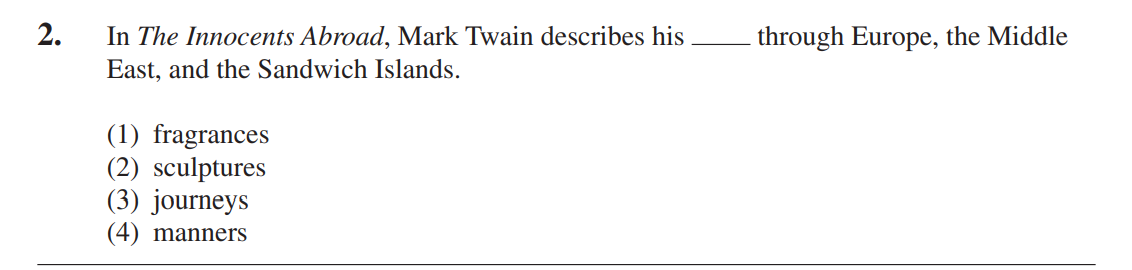 2. In The Innocents Abroad, Mark Twain describes his ____ through Europe, the Middle
East, and the Sandwich Islands.
(1) fragrances
(2) sculptures
(3) journeys
(4) manners